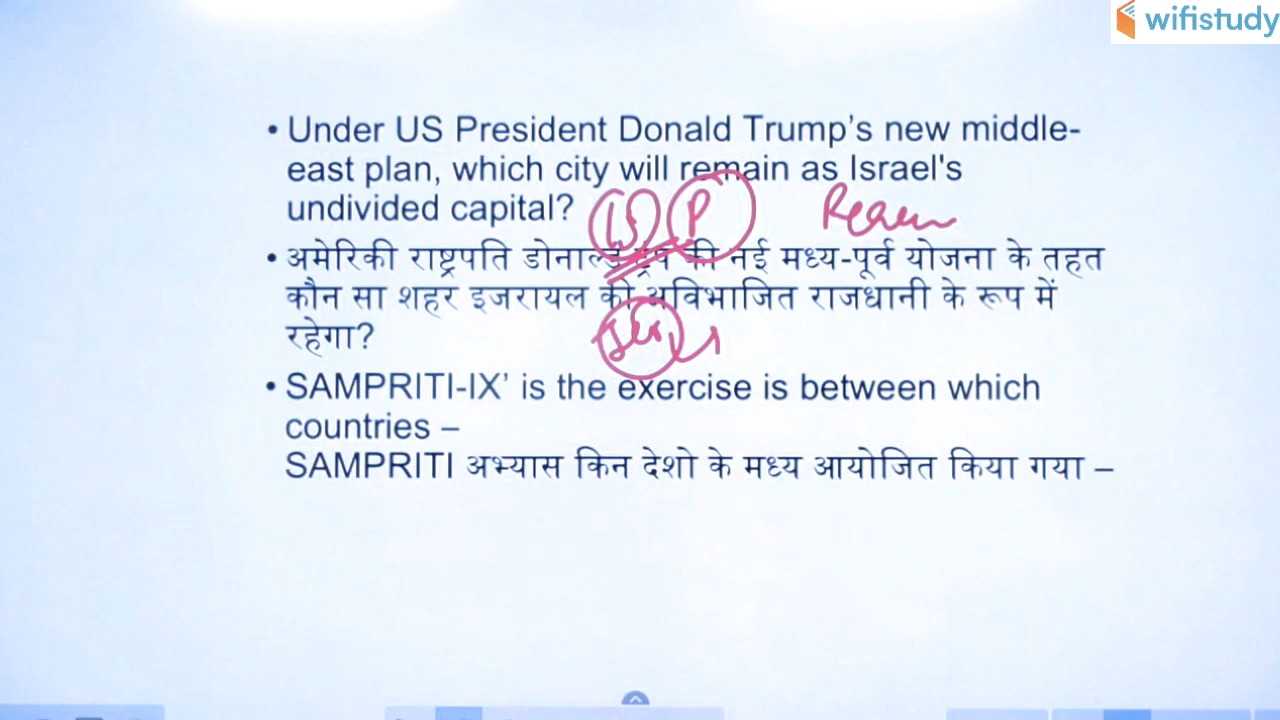 wifistudy
• Under US President Donald Trump's new middle-
east plan, which city will remain as Israel's
undivided capital?
IS P
• अमेरिकी राष्ट्रपति डोनाल्ड ट्रंप की नई मध्य-पूर्व योजना के तहत
कौन सा शहर इजरायल की अविभाजित राजधानी के रूप में
रहेगा?
• SAMPRITI-IX’ is the exercise is between which
countries –
SAMPRITI अभ्यास किन देशो के मध्य आयोजित किया गया –